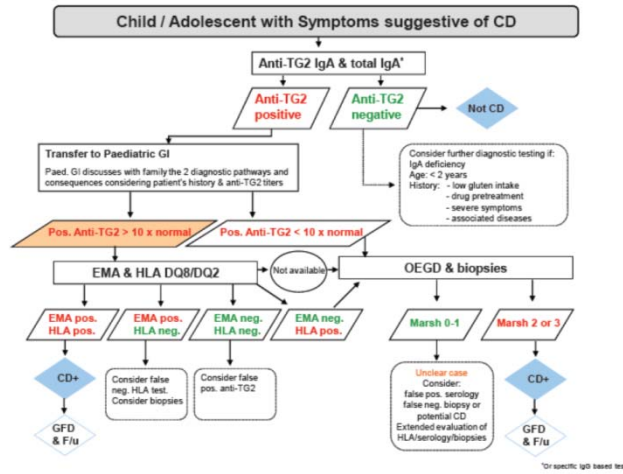 Child / Adolescent with Symptoms suggestive of CD
Anti-TG2 IgA & total IgA*
Anti-TG2
positive
Anti-TG2
negative
Not CD
Transfer to Paediatric GI
Paed. GI discusses with family the 2 diagnostic pathways and
consequences considering patient's history & anti-TG2 titers
Consider further diagnostic testing if:
IgA deficiency
Age: < 2 years
History: - low gluten intake
- drug pretreatment
- severe symptoms
- associated diseases
Pos. Anti-TG2 > 10 x normal
Pos. Anti-TG2 < 10 x normal
EMA & HLA DQ8/DQ2
Not available
OEGD & biopsies
EMA pos.
HLA pos.
EMA pos.
HLA neg.
EMA neg.
HLA neg.
EMA neg.
HLA pos.
Marsh 0-1
Marsh 2 or 3
CD+
Consider false
neg. HLA test.
Consider biopsies
Consider false
pos. anti-TG2
Unclear case
Consider:
false pos. serology
false neg. biopsy or
potential CD
Extended evaluation of
HLA/serology/biopsies
CD+
GFD
& F/u
GFD
& F/u
*Or specific IgG based